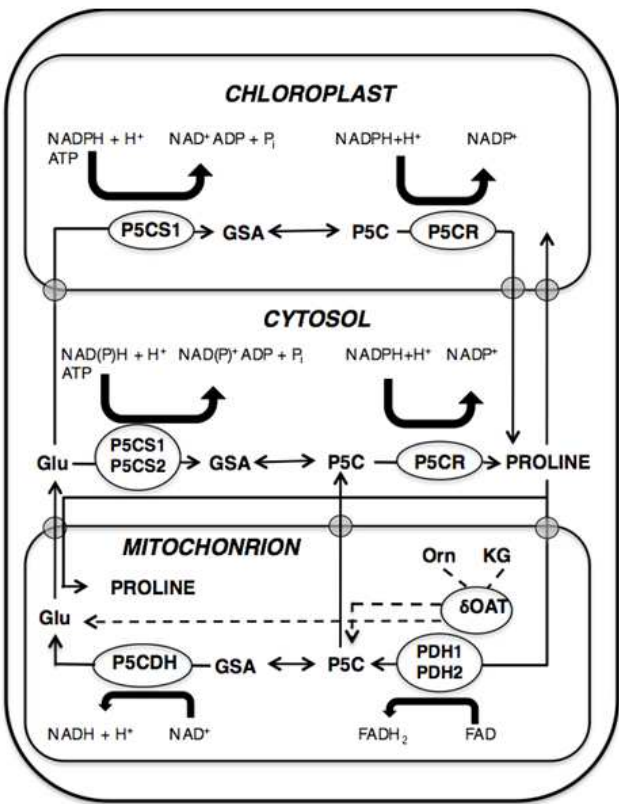 CHLOROPLAST
NADPH + H⁺ NAD⁺ ADP + Pᵢ NADPH+H⁺ NADP⁺
ATP
P5CS1 GSA P5C P5CR
CYTOSOL
NAD(P)H + H⁺ NAD(P)⁺ ADP + Pᵢ NADPH+H⁺ NADP⁺
ATP
P5CS1
P5CS2
Glu GSA P5C P5CR PROLINE
MITOCHONRION
Orn KG
PROLINE
δOAT
Glu
PDH1
PDH2
P5CDH GSA P5C
NADH + H⁺ NAD⁺ FADH₂ FAD